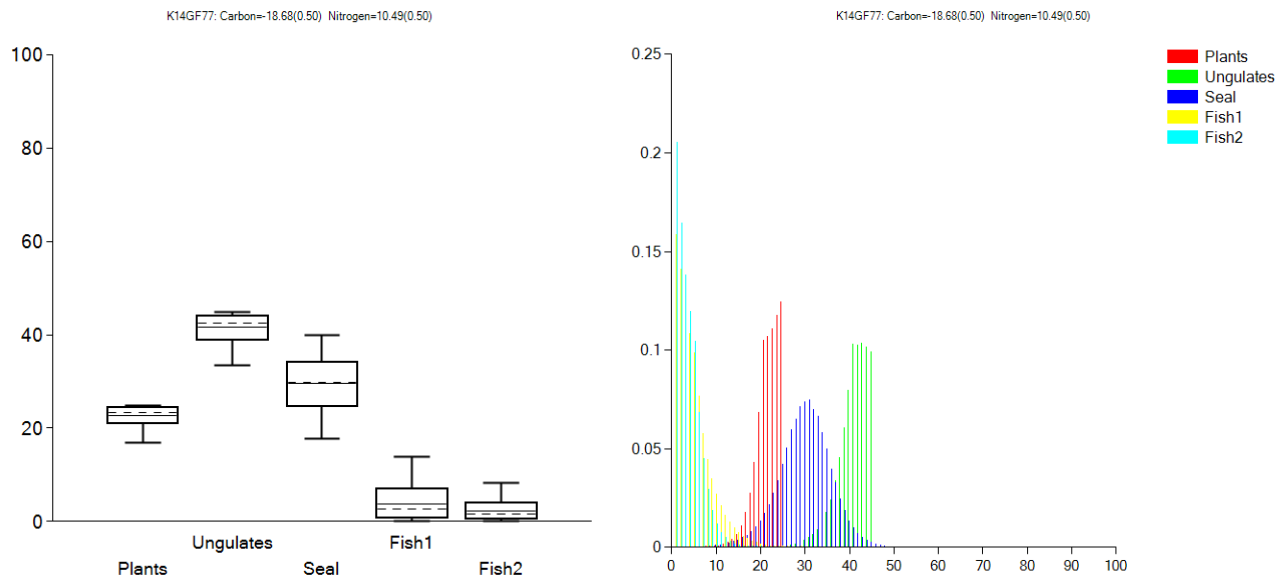 K14GF77: Carbon=-18.68(0.50) Nitrogen=10.49(0.50)
100
80
60
40
20
0
Ungulates Fish1
Plants Seal Fish2
K14GF77: Carbon=-18.68(0.50) Nitrogen=10.49(0.50)
0.25
0.2
0.15
0.1
0.05
0
0 10 20 30 40 50 60 70 80 90 100
Plants
Ungulates
Seal
Fish1
Fish2